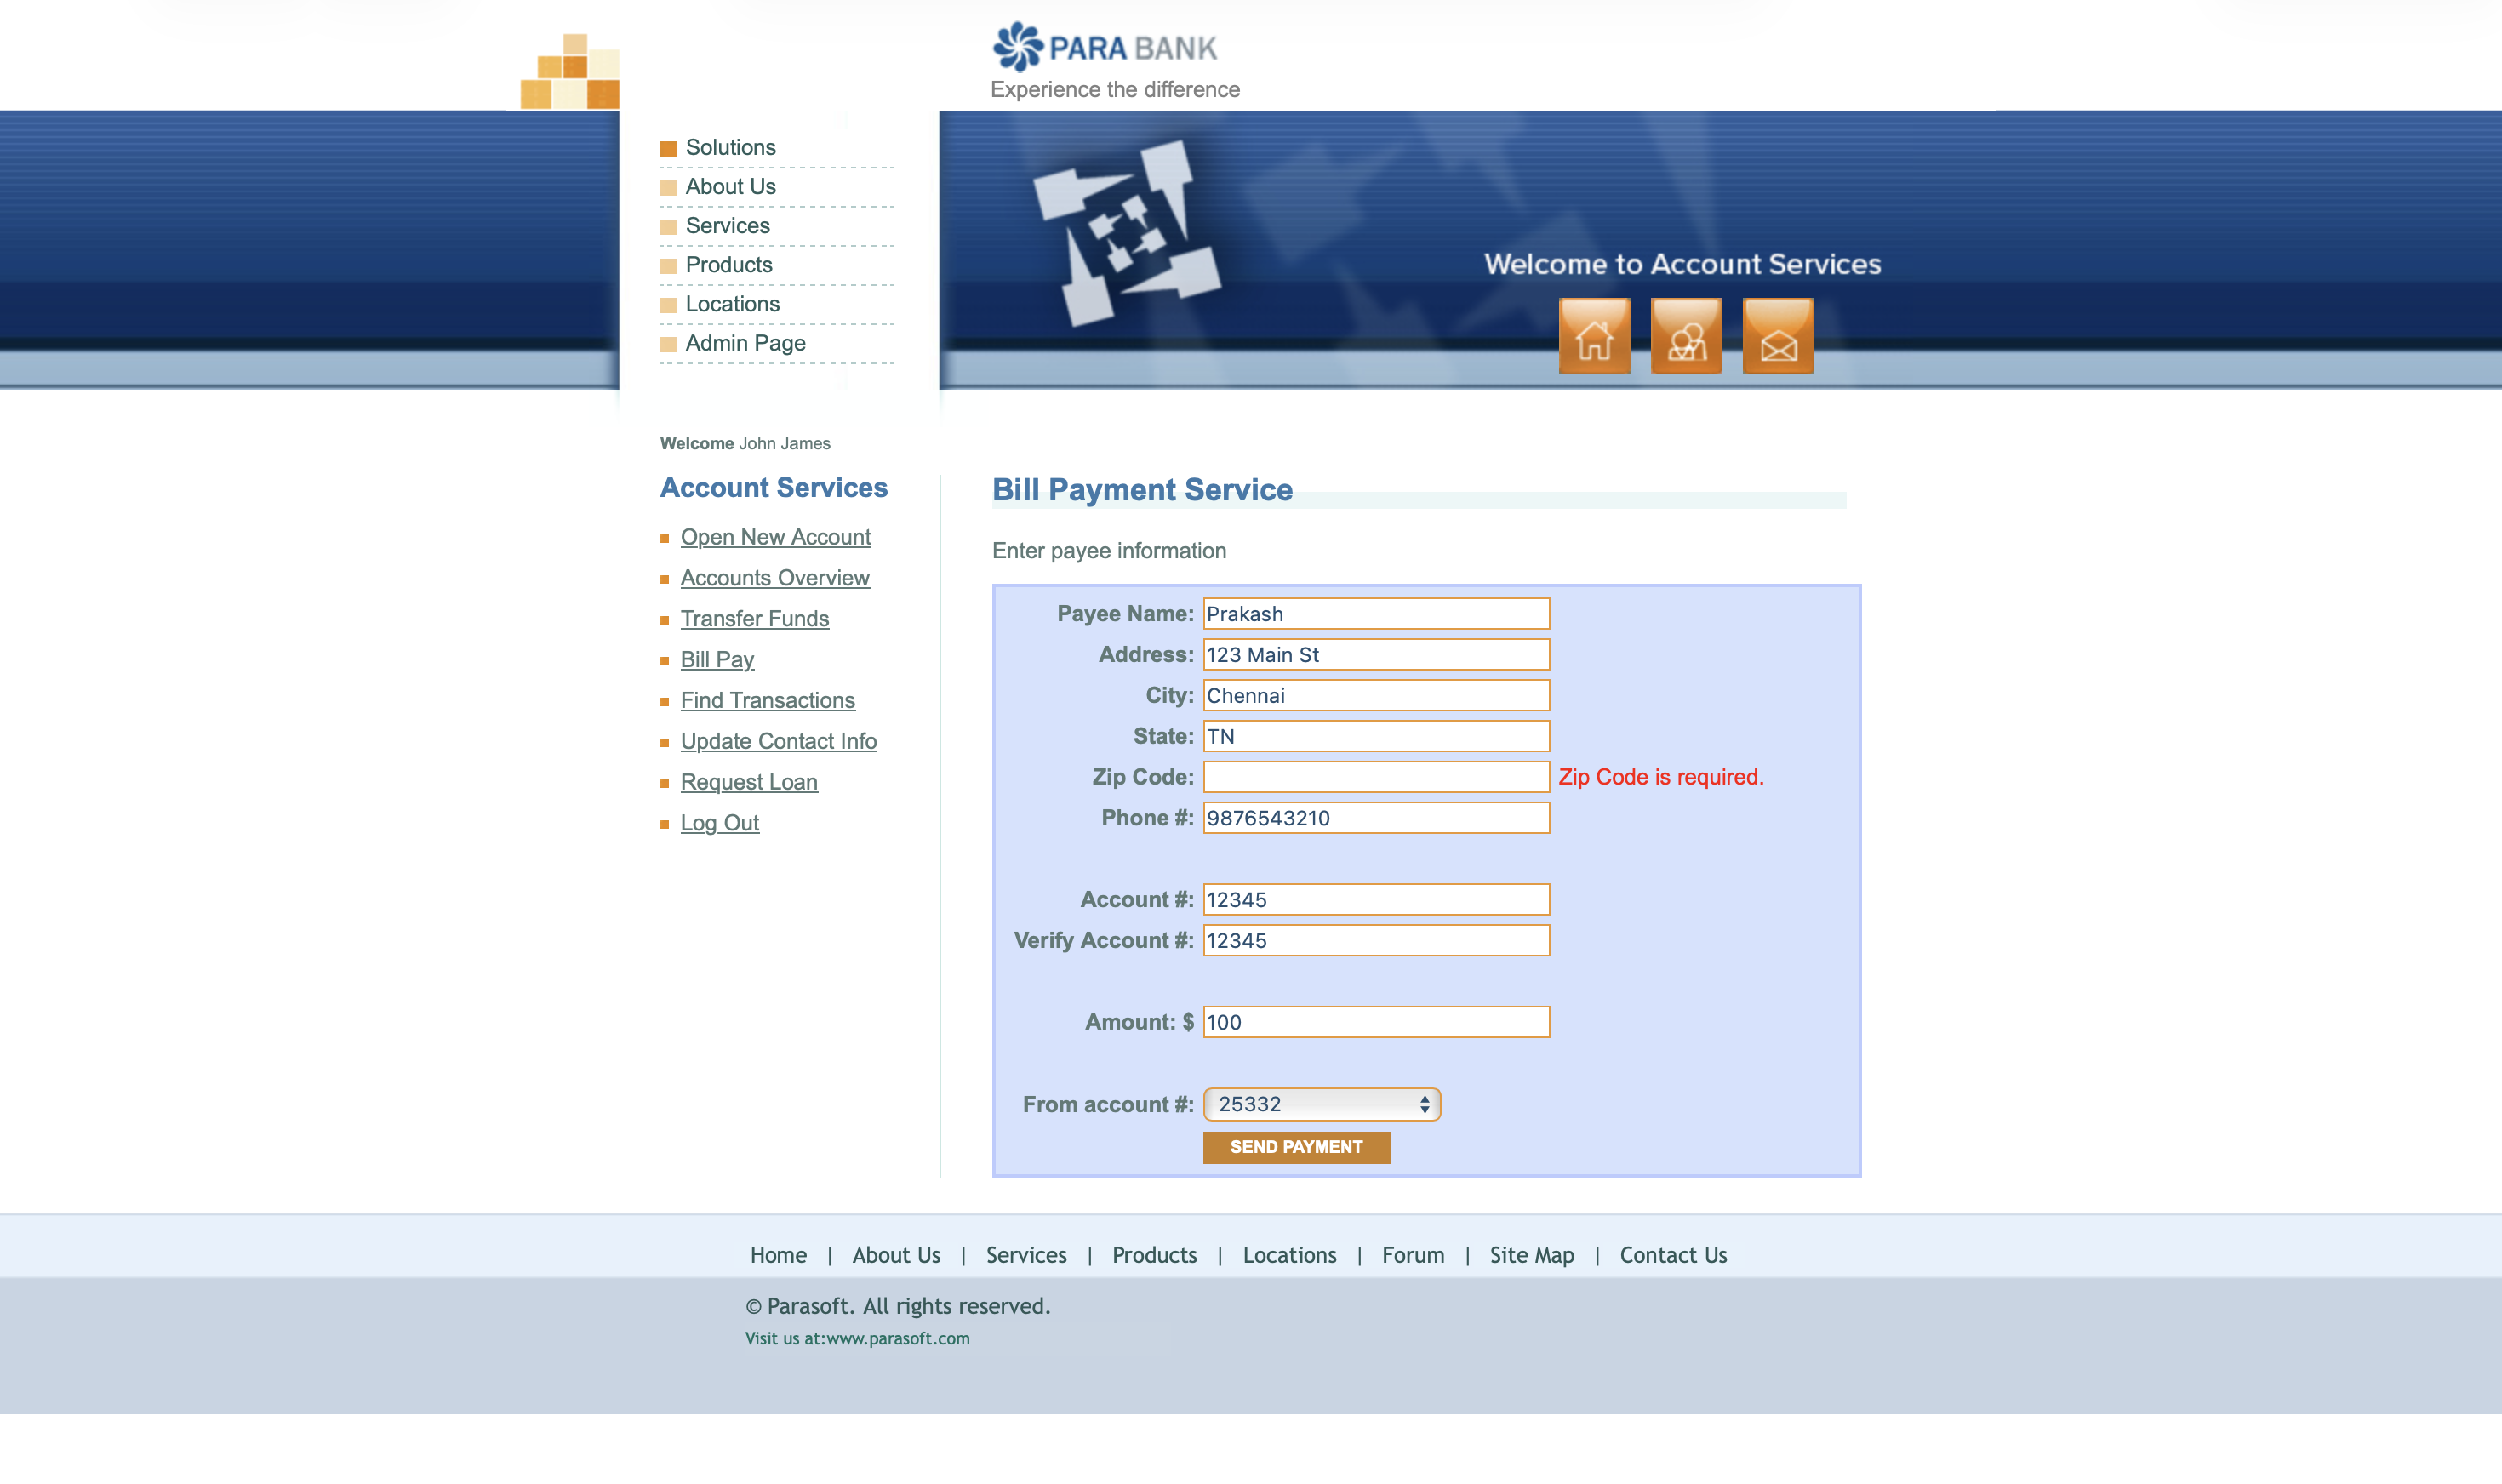 PARA BANK
Experience the difference
Solutions
About Us
Services
Products
Locations
Admin Page
Welcome to Account Services
Welcome John James
Account Services
Open New Account
Accounts Overview
Transfer Funds
Bill Pay
Find Transactions
Update Contact Info
Request Loan
Log Out
Bill Payment Service
Enter payee information
Payee Name: Prakash
Address: 123 Main St
City: Chennai
State: TN
Zip Code: Zip Code is required.
Phone #: 9876543210
Account #: 12345
Verify Account #: 12345
Amount: $ 100
From account #: 25332
SEND PAYMENT
Home | About Us | Services | Products | Locations | Forum | Site Map | Contact Us
© Parasoft. All rights reserved.
Visit us at:www.parasoft.com